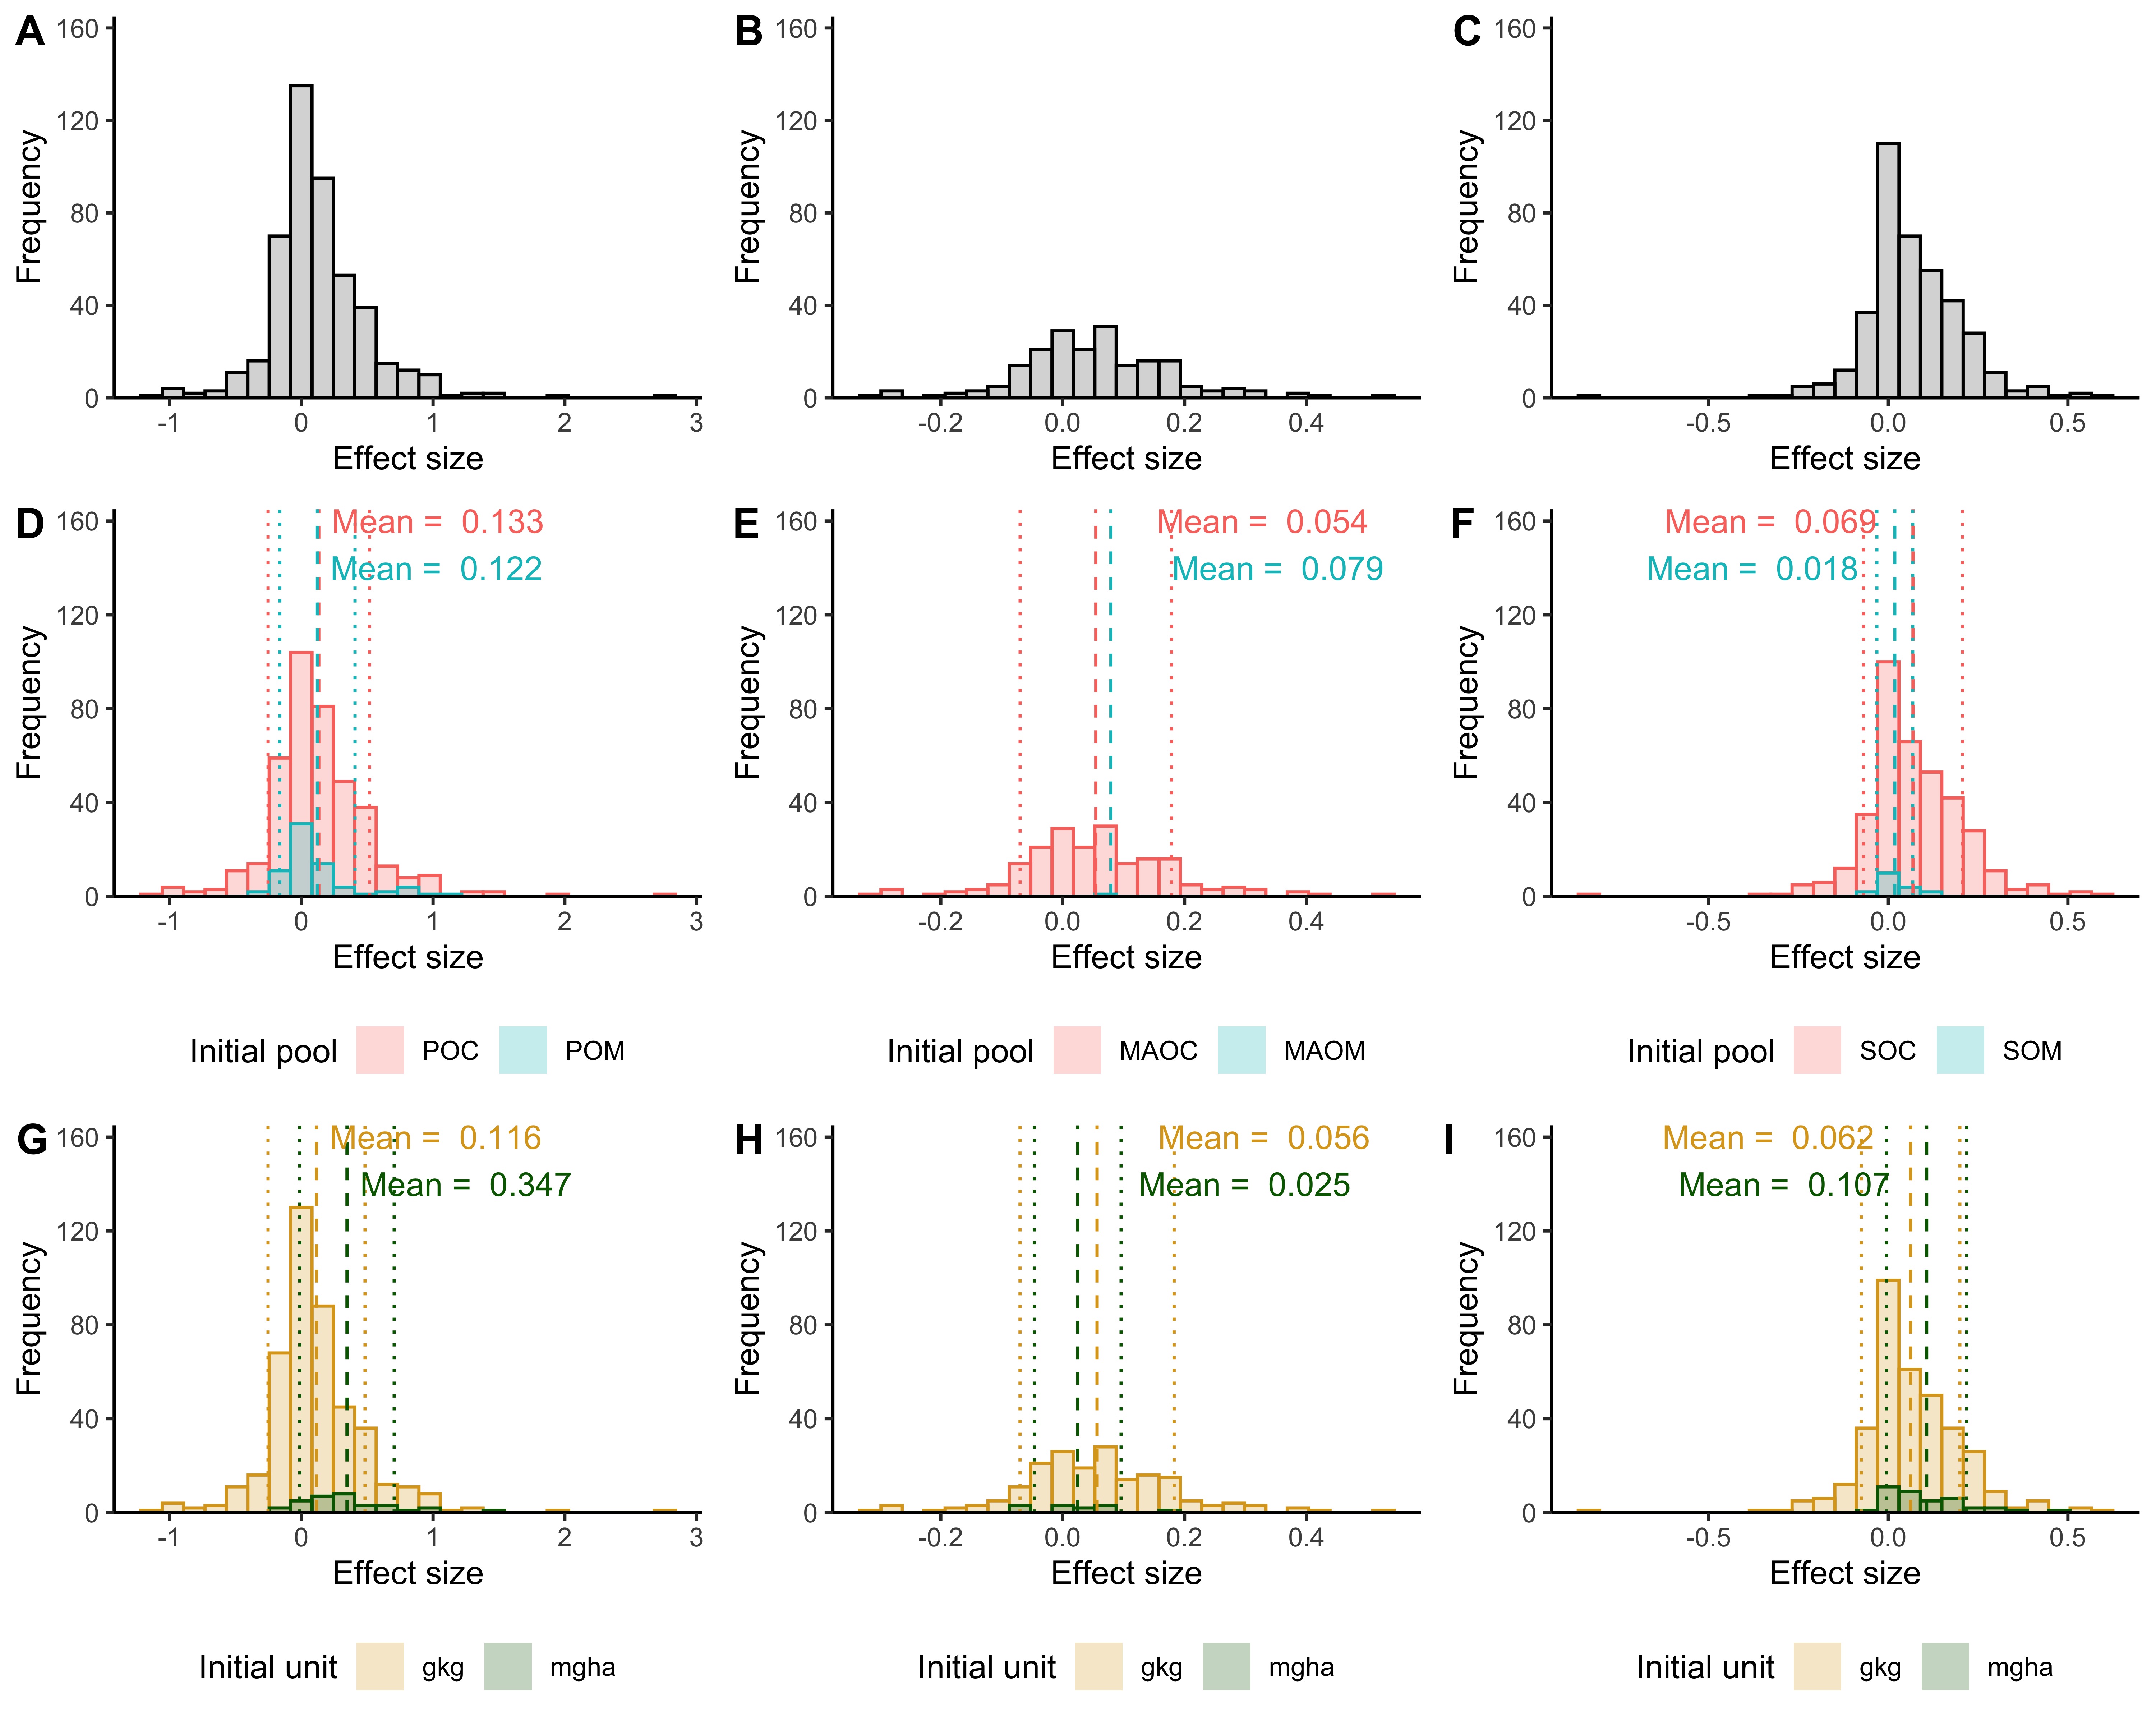 A
B
C
160
120
80
40
0
Frequency
-1
0
1
2
3
Effect size
160
120
80
40
0
Frequency
-0.2
0.0
0.2
0.4
Effect size
160
120
80
40
0
Frequency
-0.5
0.0
0.5
Effect size
D
Mean = 0.133
Mean = 0.122
160
120
80
40
0
Frequency
-1
0
1
2
3
Effect size
Initial pool POC POM
E
Mean = 0.054
Mean = 0.079
160
120
80
40
0
Frequency
-0.2
0.0
0.2
0.4
Effect size
Initial pool MAOC MAOM
F
Mean = 0.069
Mean = 0.018
160
120
80
40
0
Frequency
-0.5
0.0
0.5
Effect size
Initial pool SOC SOM
G
Mean = 0.116
Mean = 0.347
160
120
80
40
0
Frequency
-1
0
1
2
3
Effect size
Initial unit gkg mgha
H
Mean = 0.056
Mean = 0.025
160
120
80
40
0
Frequency
-0.2
0.0
0.2
0.4
Effect size
Initial unit gkg mgha
I
Mean = 0.062
Mean = 0.107
160
120
80
40
0
Frequency
-0.5
0.0
0.5
Effect size
Initial unit gkg mgha